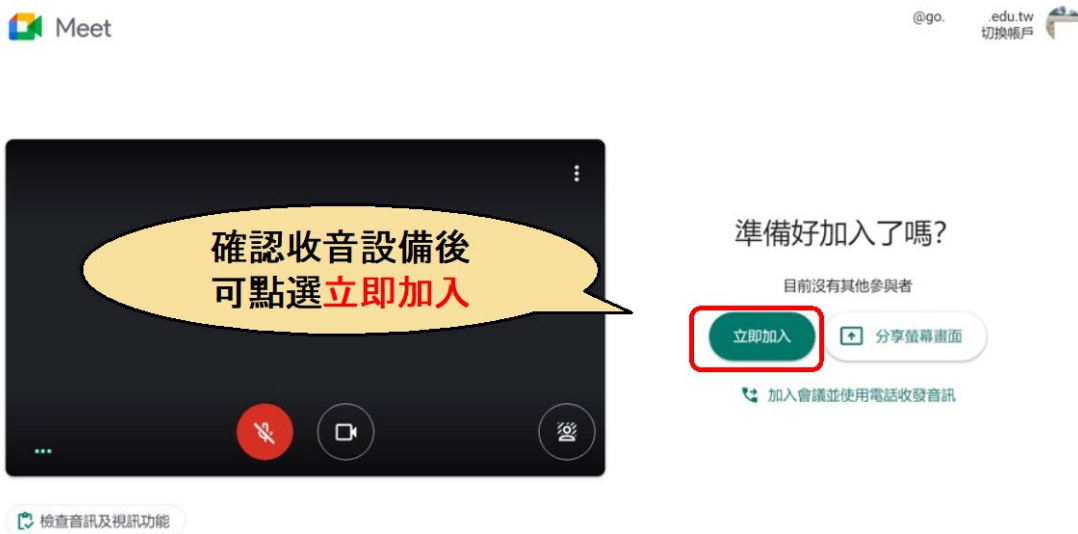 Meet
@go. .edu.tw
切換帳戶
確認收音設備後
可點選立即加入
準備好加入了嗎?
目前沒有其他參與者
立即加入
分享螢幕畫面
加入會議並使用電話收發音訊
檢查音訊及視訊功能